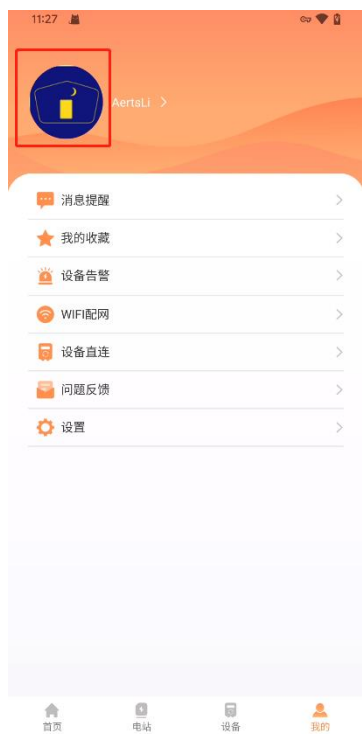 11:27
AertsLi
消息提醒
我的收藏
设备告警
WIFI配网
设备直连
问题反馈
设置
首页 电站 设备 我的